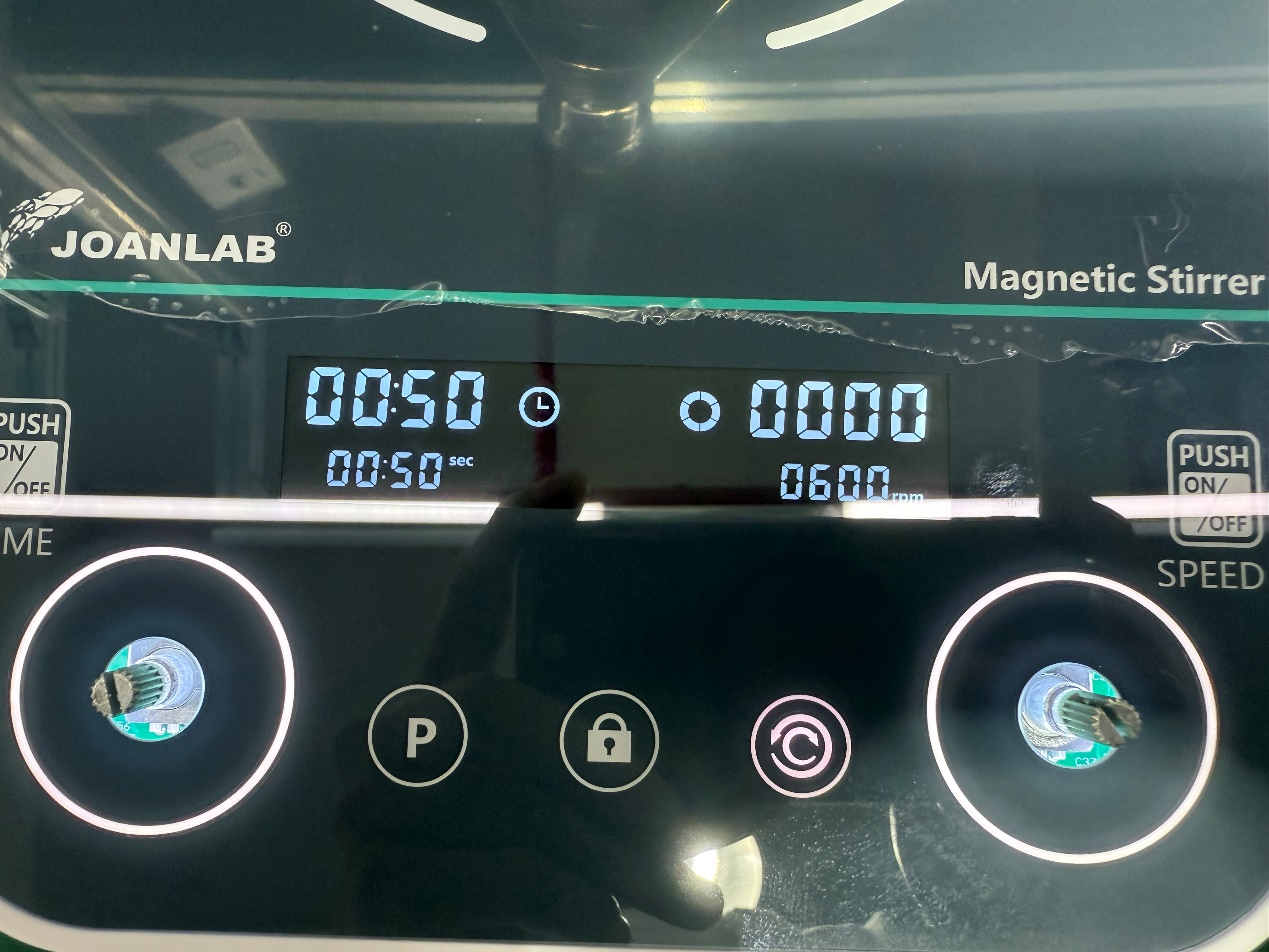 JOANLAB®
Magnetic Stirrer
00:50
0000
00:50 sec
0600 rpm
PUSH
ON/
/OFF
PUSH
ON/
/OFF
ME
SPEED
P
C